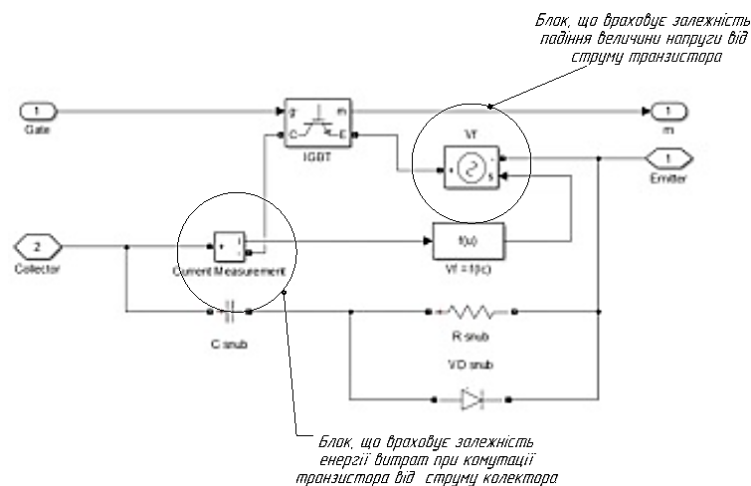 Блок, що враховує залежність
падіння величини напруги від
струму транзистора
1
Gate
g
m
C
E
IGBT
Vf
+
-
s
1
m
1
Emitter
2
Collector
+
i
-
Current Measurement
f(u)
Vf = f(Ic)
C snub
R snub
VD snub
Блок, що враховує залежність
енергії витрат при комутації
транзистора від струму колектора